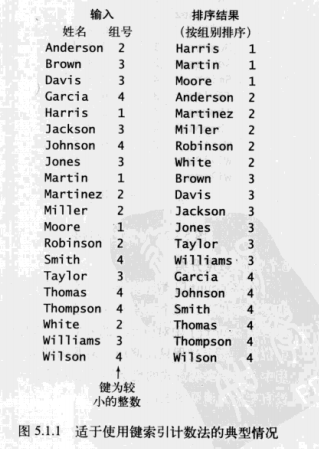 输入 排序结果
姓名 组号 （按组别排序）
Anderson 2 Harris 1
Brown 3 Martin 1
Davis 3 Moore 1
Garcia 4 Anderson 2
Harris 1 Martinez 2
Jackson 3 Miller 2
Johnson 4 Robinson 2
Jones 3 White 2
Martin 1 Brown 3
Martinez 2 Davis 3
Miller 2 Jackson 3
Moore 1 Jones 3
Robinson 2 Taylor 3
Smith 4 Williams 3
Taylor 3 Garcia 4
Thomas 4 Johnson 4
Thompson 4 Smith 4
White 2 Thomas 4
Williams 3 Thompson 4
Wilson 4 Wilson 4
键为较
小的整数
图 5.1.1 适于使用键索引计数法的典型情况